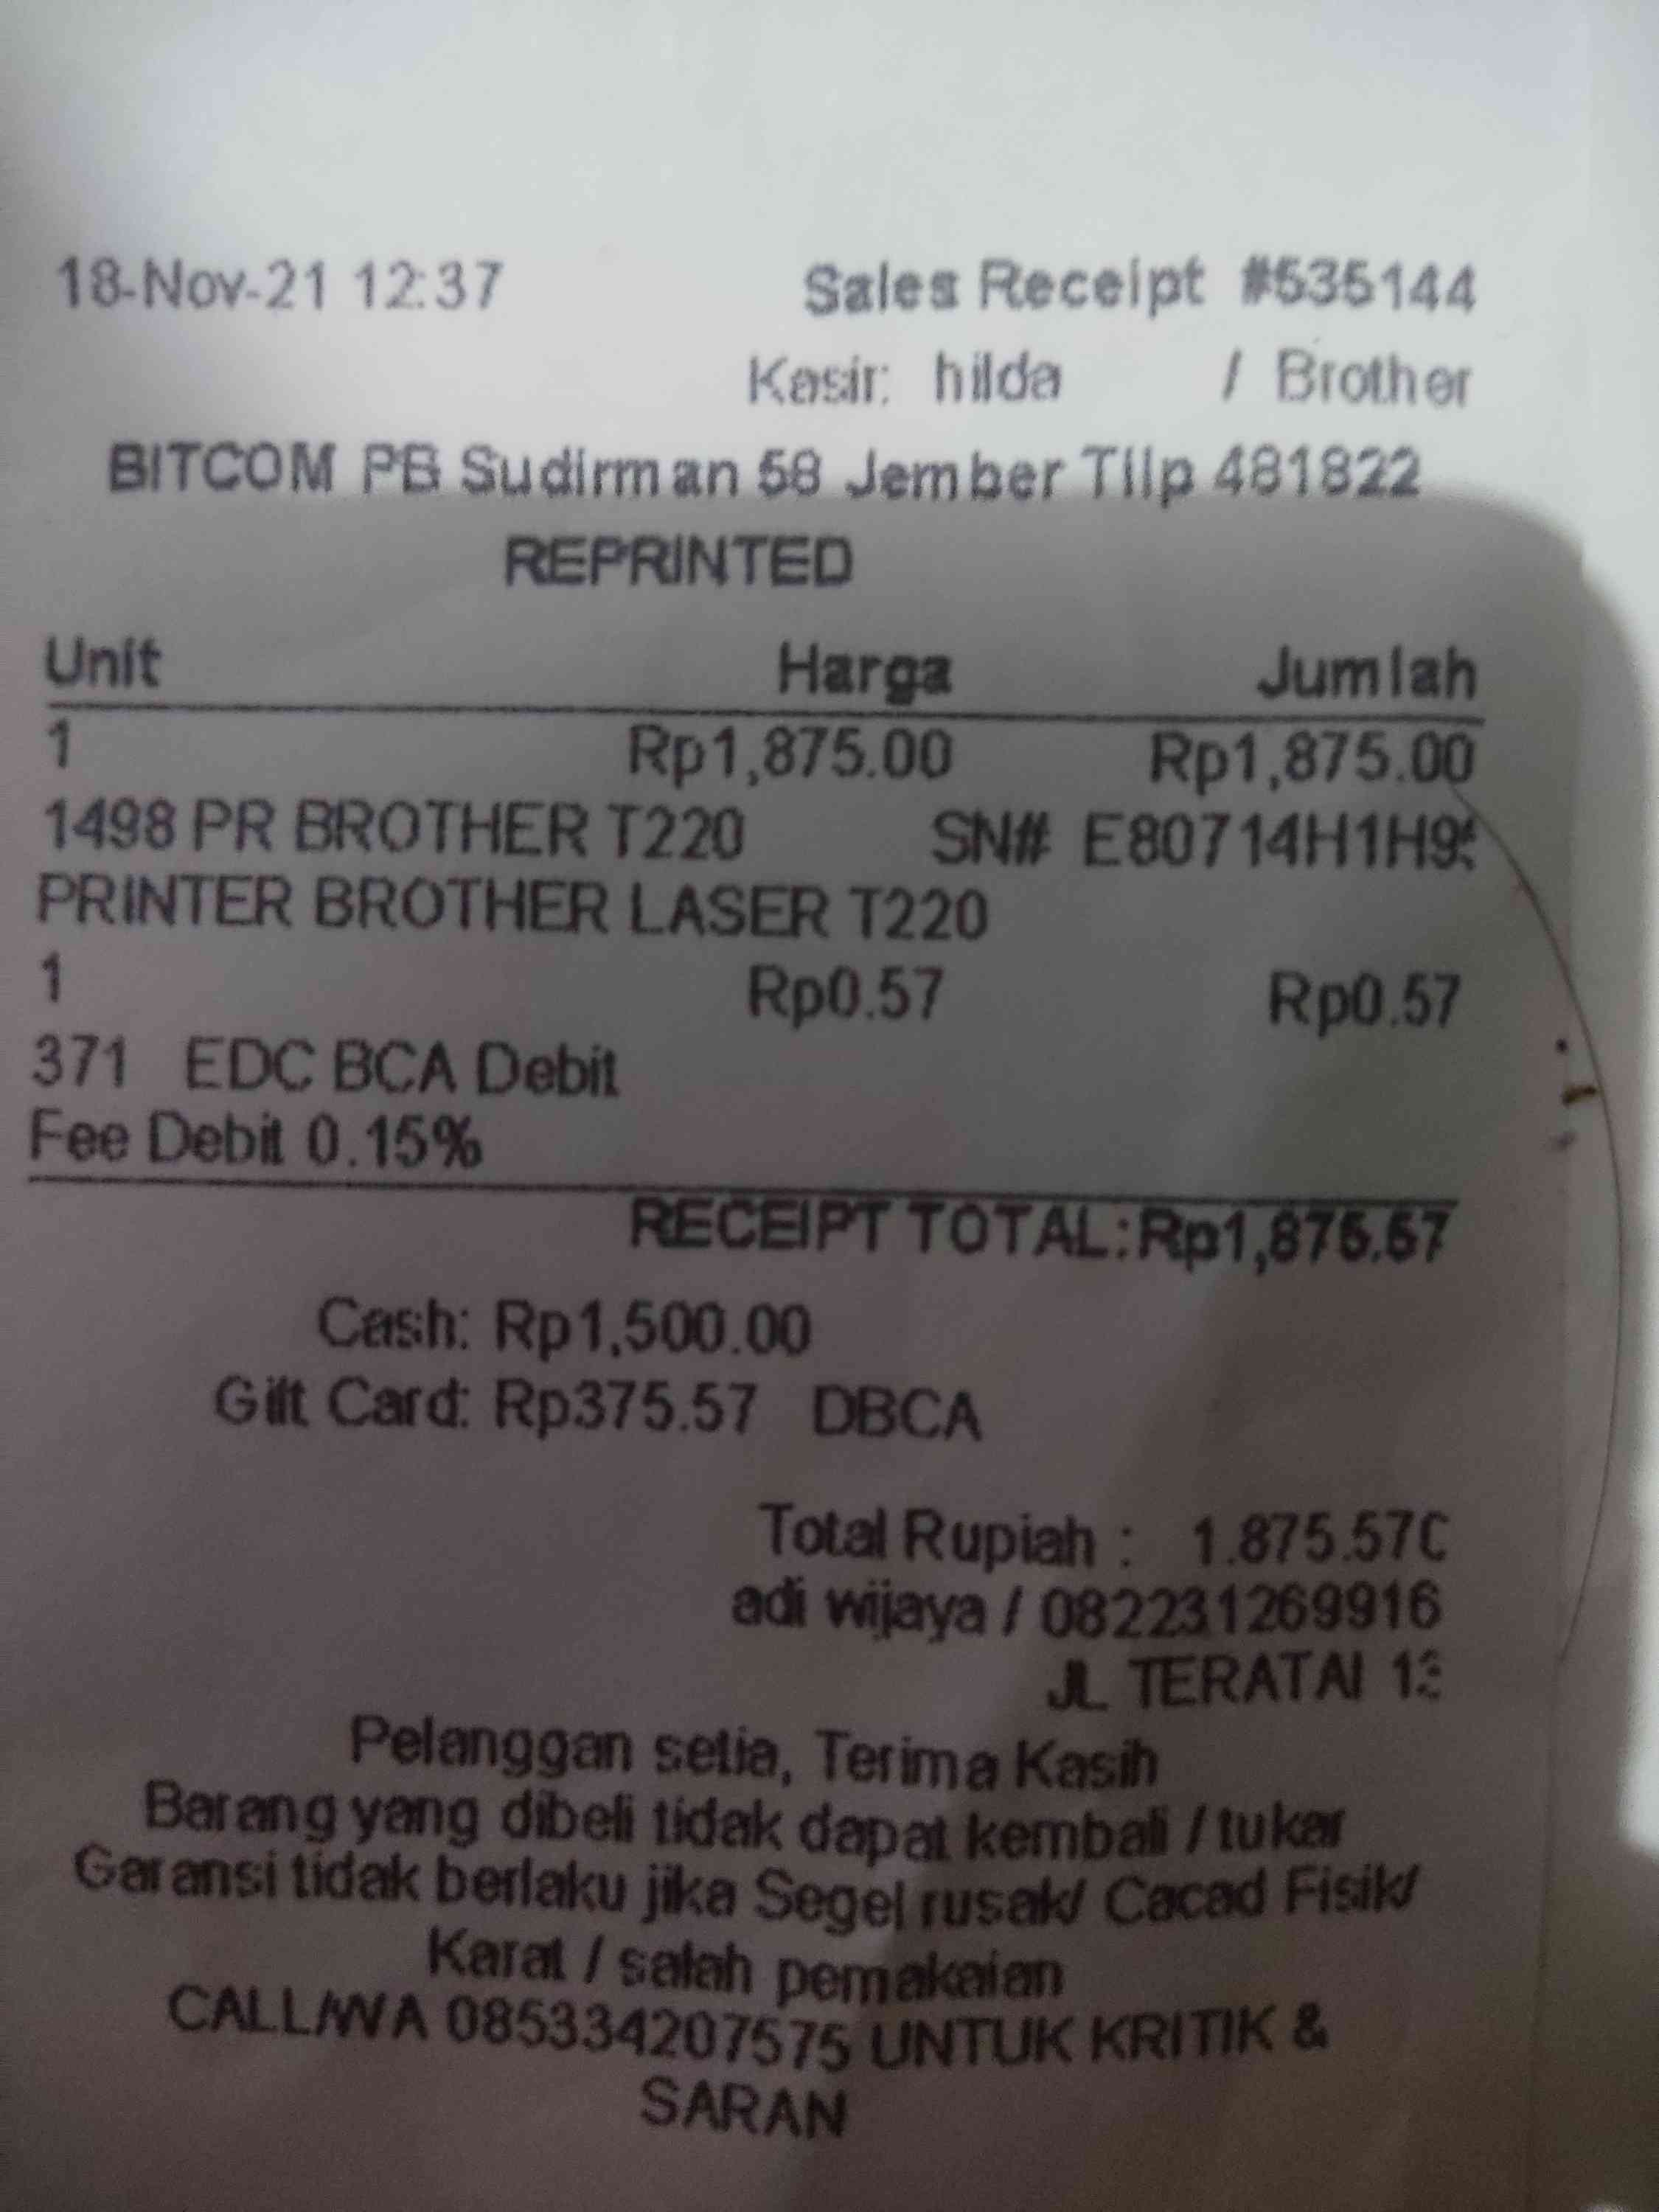 18-Nov-21 12:37 Sales Receipt #535144
Kasir: hilda / Brother
BITCOM PB Sudirman 58 Jember Tllp 481822
REPRINTED
Unit Harga Jumlah
1 Rp1,875.00 Rp1,875.00
1498 PR BROTHER T220 SN# E80714H1H9
PRINTER BROTHER LASER T220
1 Rp0.57 Rp0.57
371 EDC BCA Debit
Fee Debit 0.15%
RECEIPT TOTAL: Rp1,875.57
Cash: Rp1,500.00
Gift Card: Rp375.57 DBCA
Total Rupiah : 1.875.57
adi wijaya / 082231269916
JL TERATAI
Pelanggan setia, Terima Kasih
Barang yang dibeli tidak dapat kembali / tukar
Garansi tidak berlaku jika Segel rusak/ Cacad Fisik/
Karat / salah pemakaian
CALL/WA 085334207575 UNTUK KRITIK &
SARAN